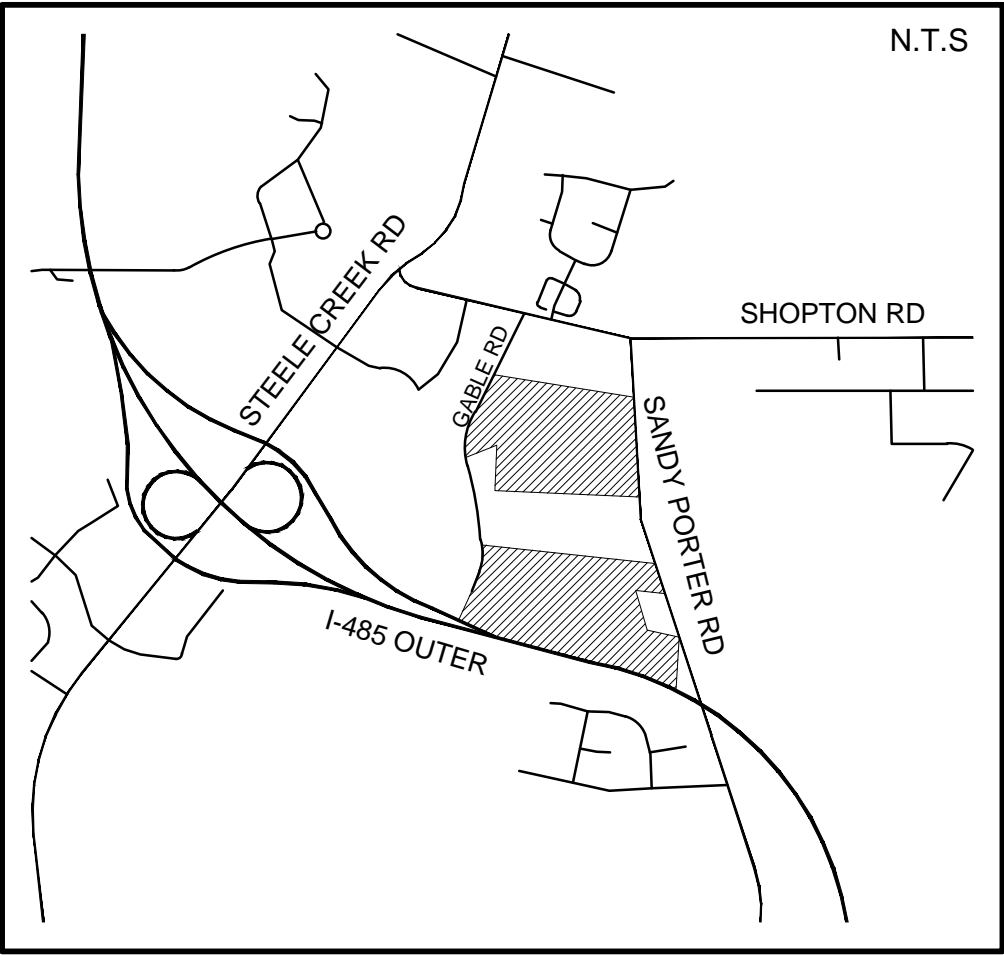 N.T.S
STEELE CREEK RD
SHOPTON RD
GABLE RD
SANDY PORTER RD
I-485 OUTER